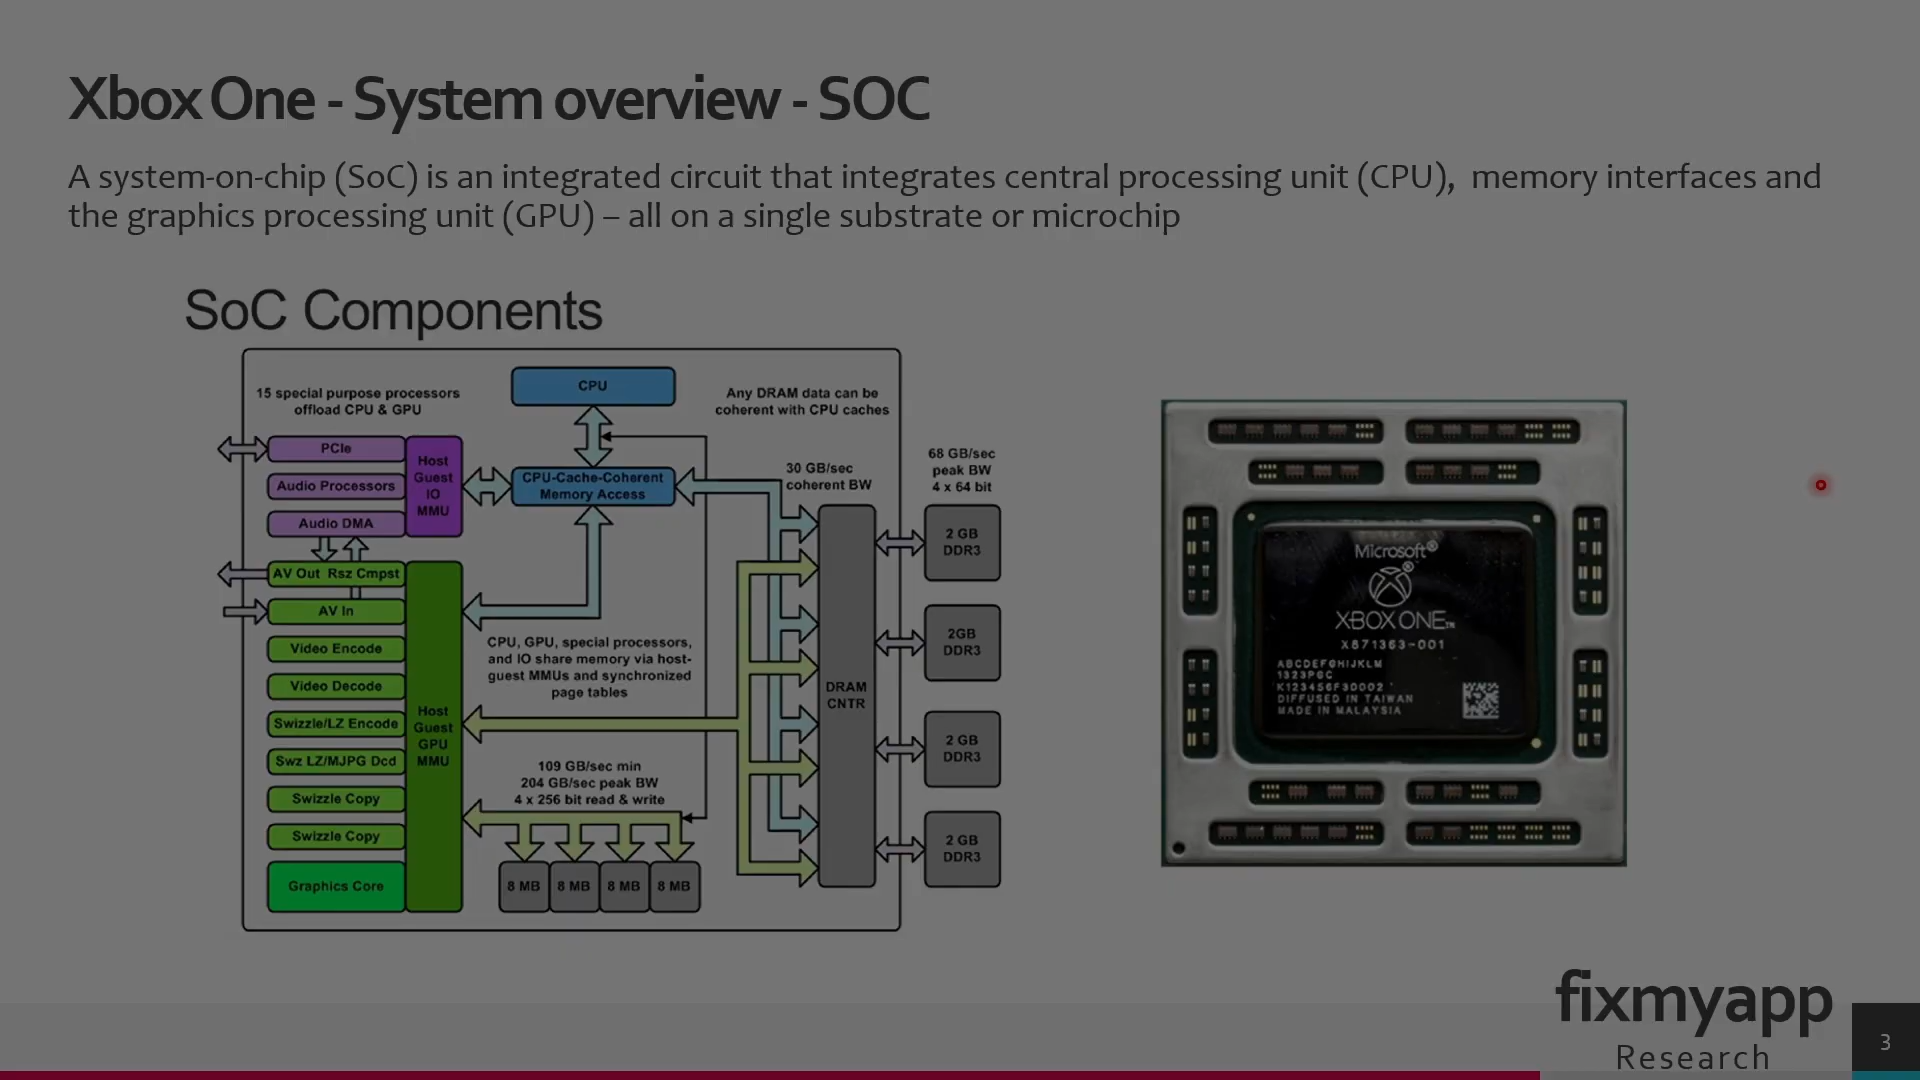 Xbox One - System overview - SOC
A system-on-chip (SoC) is an integrated circuit that integrates central processing unit (CPU),  memory interfaces and
the graphics processing unit (GPU) – all on a single substrate or microchip
SoC Components
15 special purpose processors
offload CPU & GPU
CPU
Any DRAM data can be
coherent with CPU caches
PCIe
Audio Processors
Audio DMA
Host
Guest
IO
MMU
CPU-Cache-Coherent
Memory Access
30 GB/sec
coherent BW
68 GB/sec
peak BW
4 x 64 bit
AV Out  Rsz Cmpst
AV In
Video Encode
Video Decode
Swizzle/LZ Encode
Swz LZ/MJPG Dcd
Swizzle Copy
Swizzle Copy
Graphics Core
Host
Guest
GPU
MMU
CPU, GPU, special processors,
and IO share memory via host-
guest MMUs and synchronized
page tables
109 GB/sec min
204 GB/sec peak BW
4 x 256 bit read & write
8 MB
8 MB
8 MB
8 MB
DRAM
CNTR
2 GB
DDR3
2GB
DDR3
2 GB
DDR3
2 GB
DDR3
Microsoft®
XBOX ONE™
X871363-001
ABCDEFGHIJKLM
1323PGC
K123456F30002
DIFFUSED IN TAIWAN
MADE IN MALAYSIA
fixmyapp
Research
3